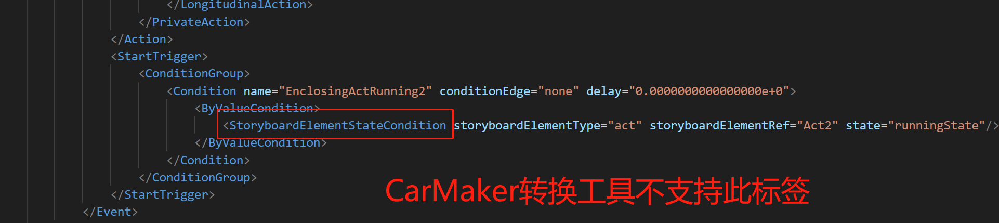 </LongitudinalAction>
</PrivateAction>
</Action>
<StartTrigger>
<ConditionGroup>
<Condition name="EnclosingActRunning2" conditionEdge="none" delay="0.0000000000000000e+0">
<ByValueCondition>
<StoryboardElementStateCondition storyboardElementType="act" storyboardElementRef="Act2" state="runningState"/>
</ByValueCondition>
</Condition>
</ConditionGroup>
CarMaker转换工具不支持此标签
</StartTrigger>
</Event>